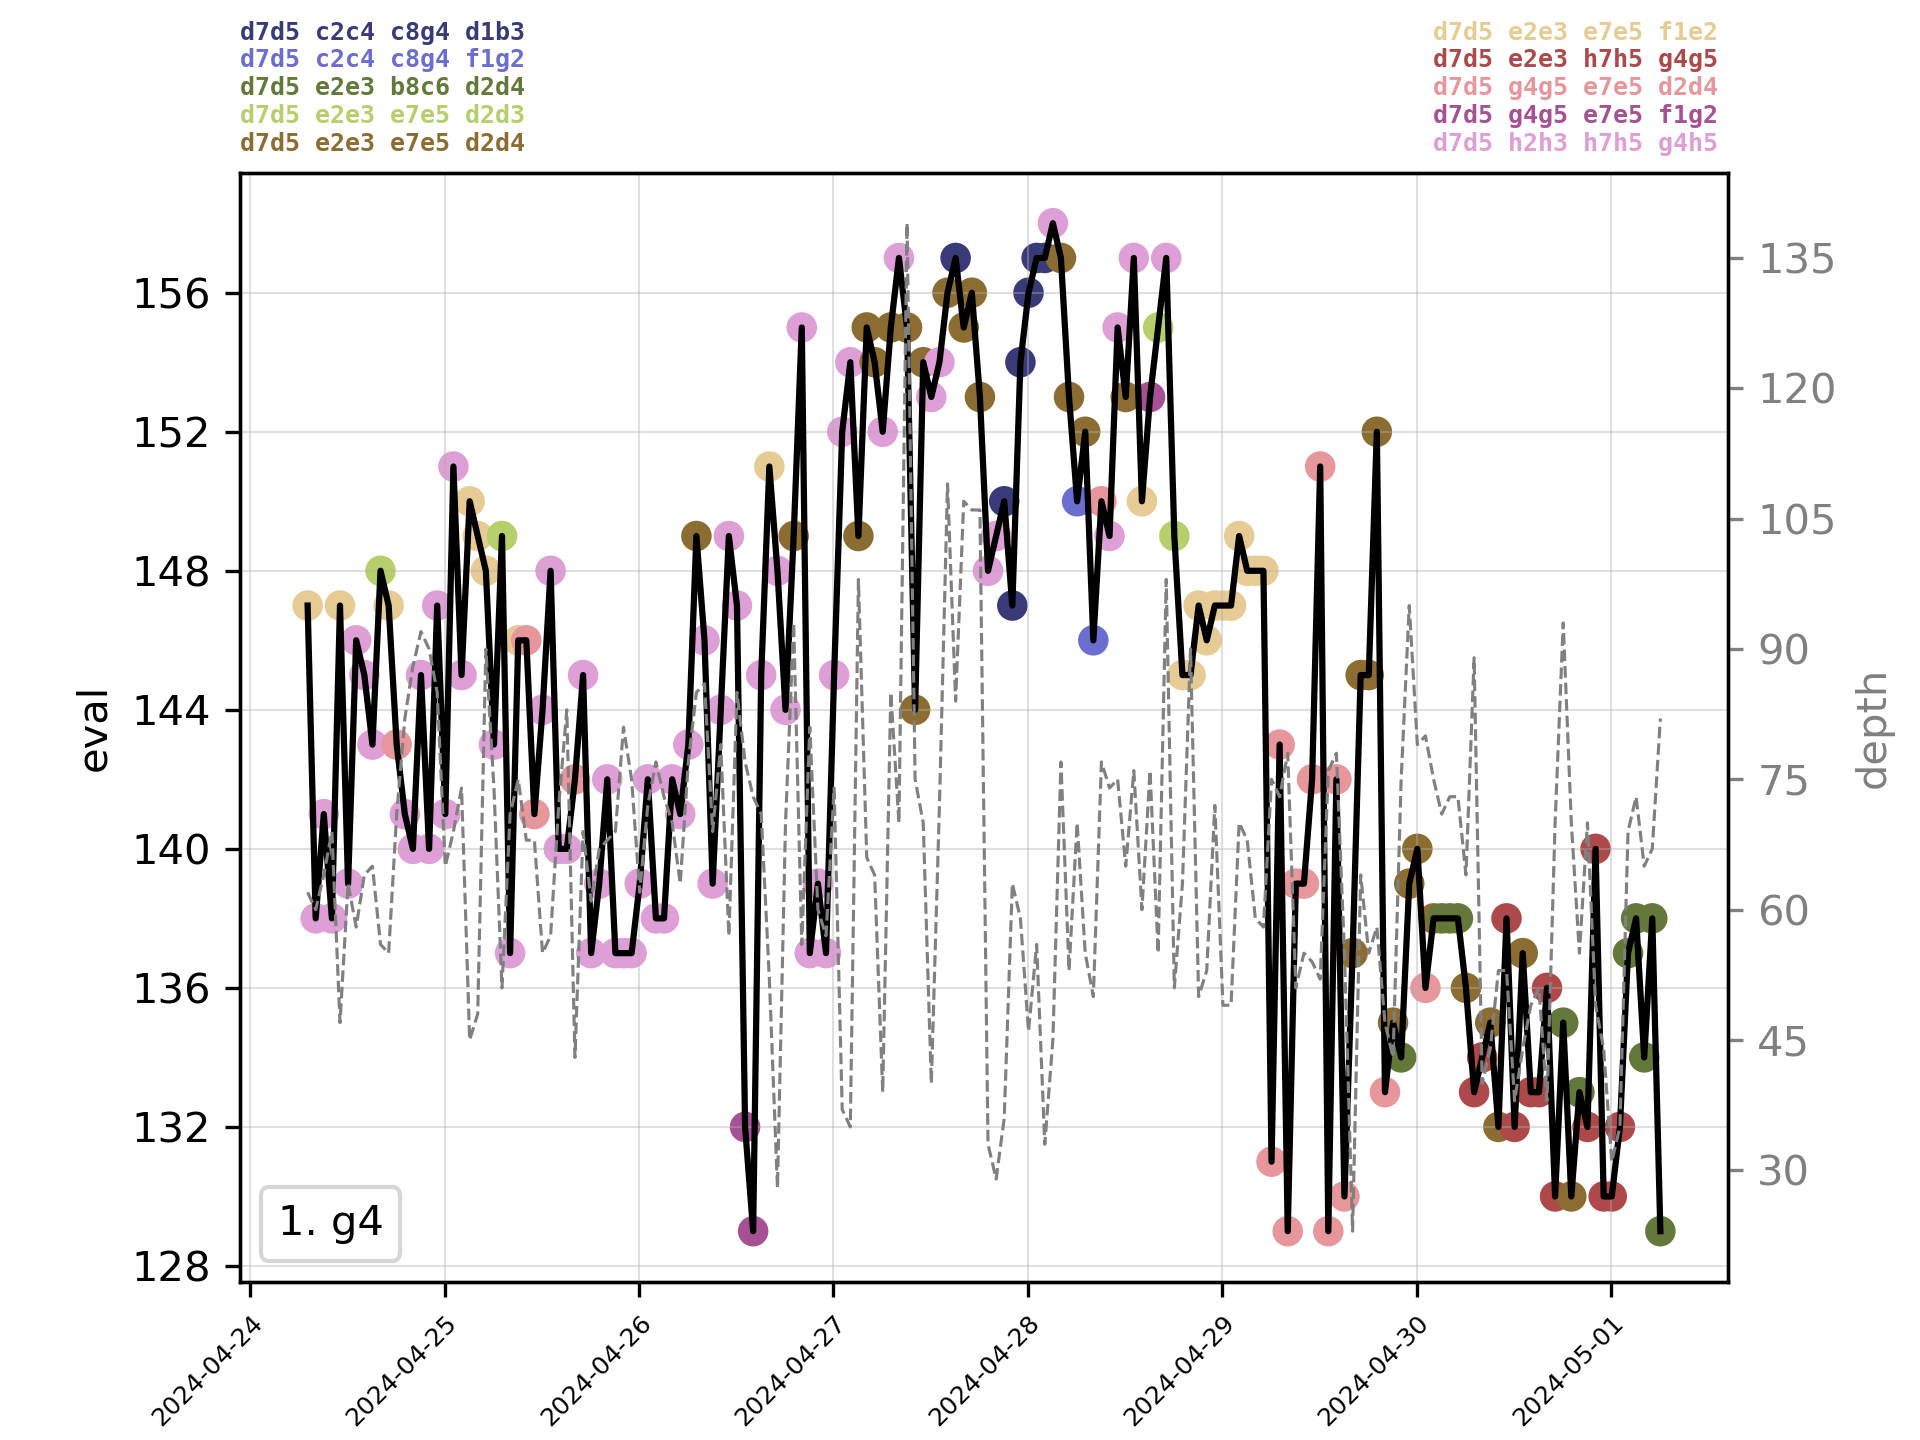 d7d5 c2c4 c8g4 d1b3
d7d5 c2c4 c8g4 f1g2
d7d5 e2e3 b8c6 d2d4
d7d5 e2e3 e7e5 d2d3
d7d5 e2e3 e7e5 d2d4
d7d5 e2e3 e7e5 f1e2
d7d5 e2e3 h7h5 g4g5
d7d5 g4g5 e7e5 d2d4
d7d5 g4g5 e7e5 f1g2
d7d5 h2h3 h7h5 g4h5
eval
156
152
148
144
140
136
132
128
135
120
105
90
75
60
45
30
depth
1. g4
2024-04-24
2024-04-25
2024-04-26
2024-04-27
2024-04-28
2024-04-29
2024-04-30
2024-05-01